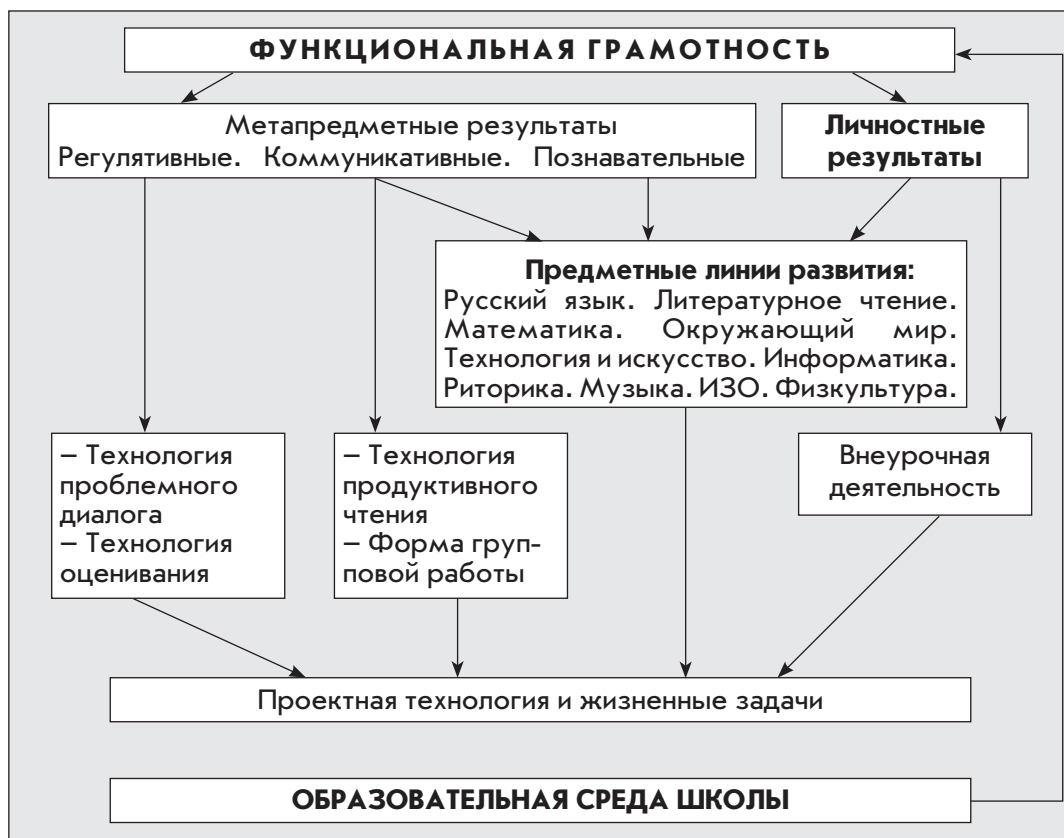 ФУНКЦИОНАЛЬНАЯ ГРАМОТНОСТЬ
Метапредметные результаты
Регулятивные. Коммуникативные. Познавательные
Личностные
результаты
Предметные линии развития:
Русский язык. Литературное чтение.
Математика. Окружающий мир.
Технология и искусство. Информатика.
Риторика. Музыка. ИЗО. Физкультура.
– Технология
проблемного
диалога
– Технология
оценивания
– Технология
продуктивного
чтения
– Форма груп-
повой работы
Внеурочная
деятельность
Проектная технология и жизненные задачи
ОБРАЗОВАТЕЛЬНАЯ СРЕДА ШКОЛЫ